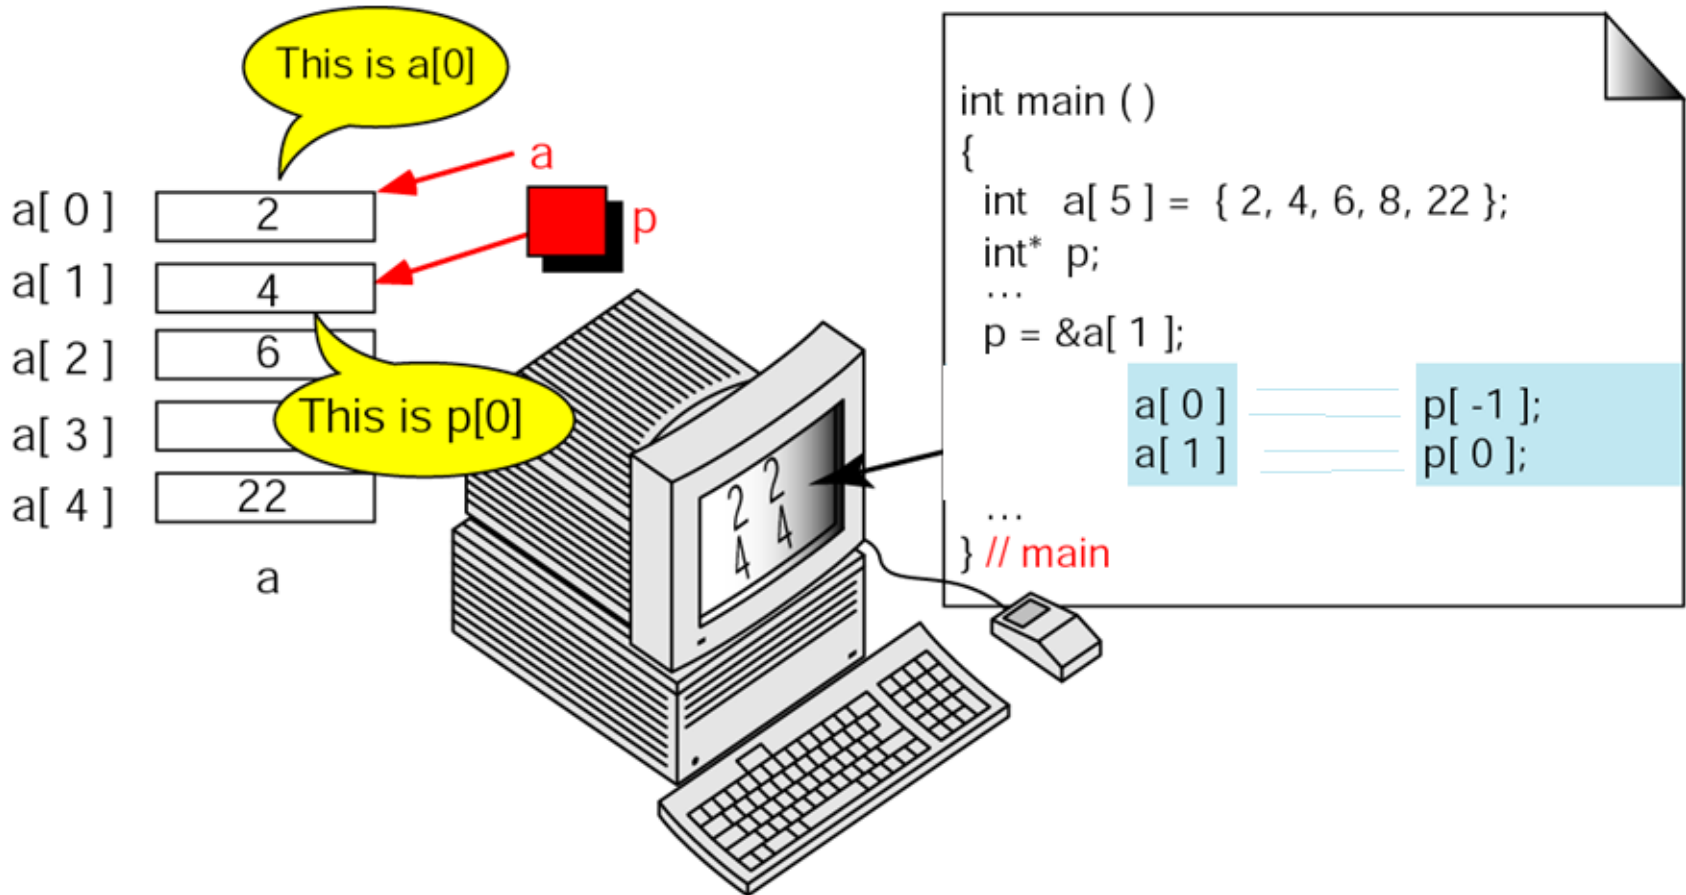 This is a[0]
a
p
a[ 0 ] 2
a[ 1 ] 4
a[ 2 ] 6
This is p[0]
a[ 3 ]
a[ 4 ] 22
a
2 2
4 4
int main ( )
{
int a[ 5 ] = { 2, 4, 6, 8, 22 };
int* p;
...
p = &a[ 1 ];
a[ 0 ] p[ -1 ];
a[ 1 ] p[ 0 ];
...
} // main